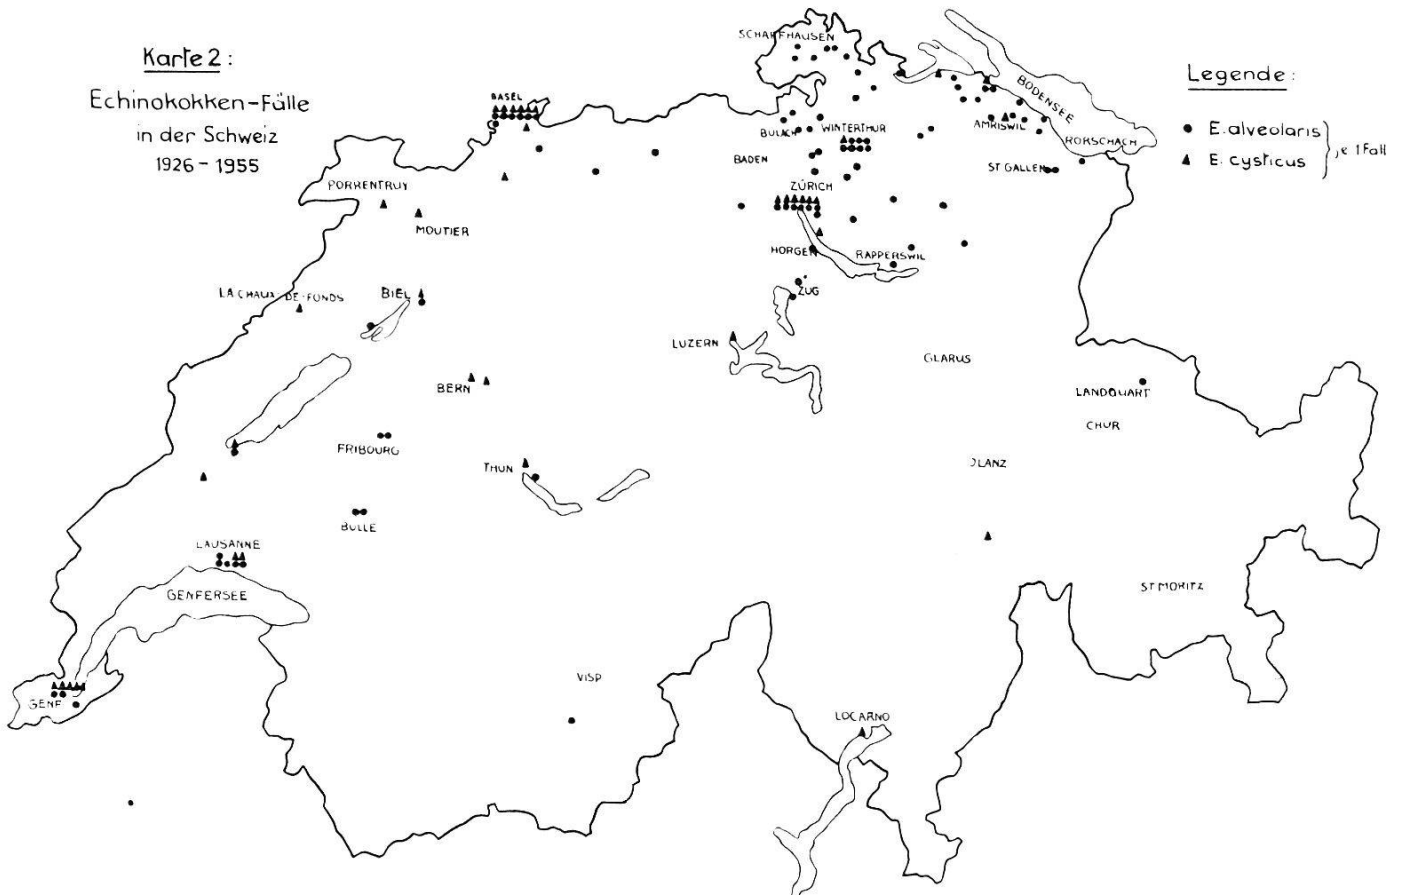 Karte 2 :
Echinokokken-Fälle
in der Schweiz
1926 - 1955
Legende :
E. alveolaris
E. cysticus
je 1 Fall
SCHAFFHAUSEN
BASEL
BODENSEE
BÜLACH
WINTERTHUR
AMRISWIL
RORSCHACH
BADEN
ST GALLEN
PORRENTRUY
ZÜRICH
MOUTIER
HORGEN
RAPPERSWIL
LA CHAUX-DE-FONDS
BIEL
ZUG
LUZERN
GLARUS
BERN
LANDQUART
CHUR
FRIBOURG
THUN
JLANZ
BULLE
LAUSANNE
GENFERSEE
ST MORITZ
VISP
GENF
LOCARNO